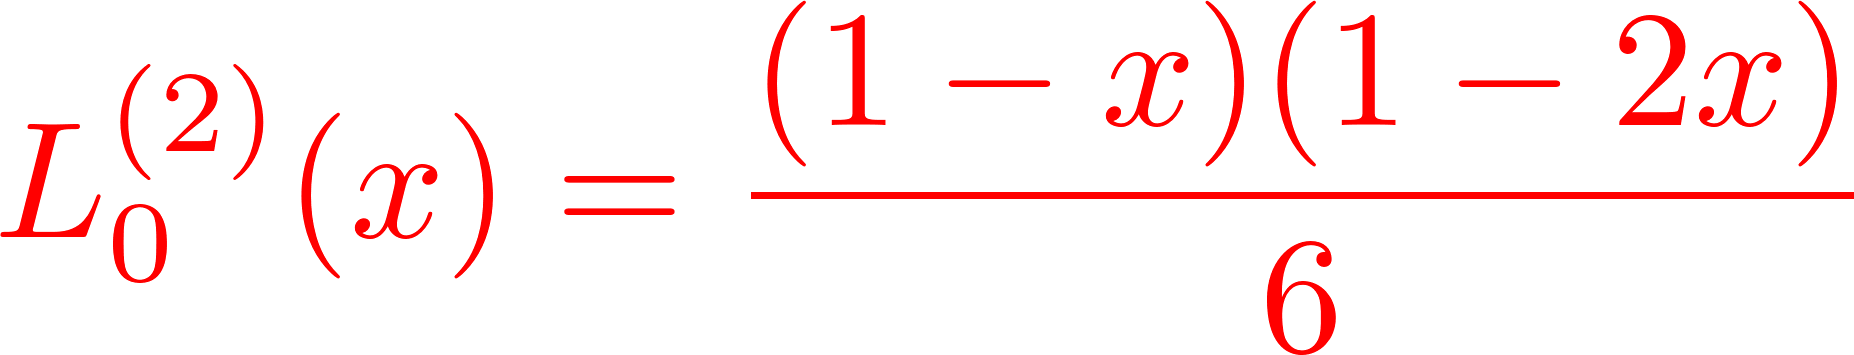 $L_0^{(2)}(x) = \frac{(1-x)(1-2x)}{6}$